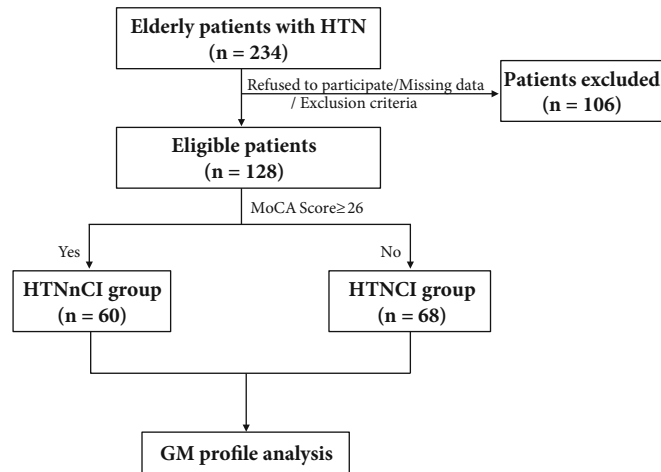 Elderly patients with HTN
(n = 234)
Refused to participate/Missing data
/ Exclusion criteria
Patients excluded
(n = 106)
Eligible patients
(n = 128)
MoCA Score≥26
Yes
No
HTNnCI group
(n = 60)
HTNCI group
(n = 68)
GM profile analysis